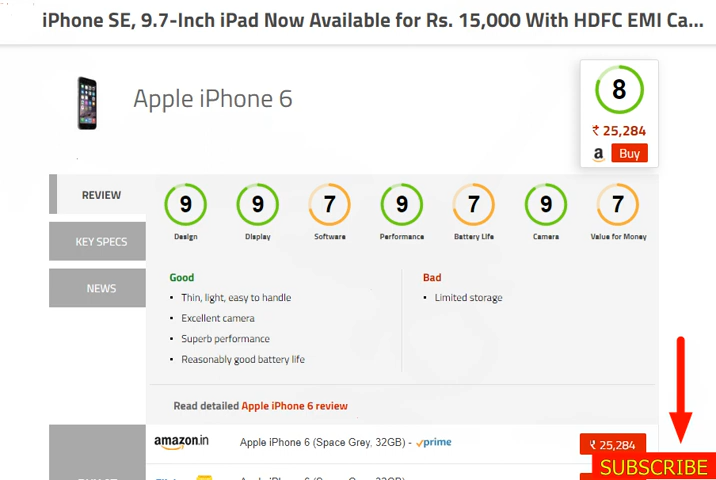 iPhone SE, 9.7-Inch iPad Now Available for Rs. 15,000 With HDFC EMI Ca...
Apple iPhone 6
8
₹ 25,284
a Buy
REVIEW
KEY SPECS
NEWS
9 9 7 9 7 9 7
Design Display Software Performance Battery Life Camera Value for Money
Good
Thin, light, easy to handle
Excellent camera
Superb performance
Reasonably good battery life
Bad
Limited storage
Read detailed Apple iPhone 6 review
amazon.in Apple iPhone 6 (Space Grey, 32GB) - prime ₹ 25,284
SUBSCRIBE